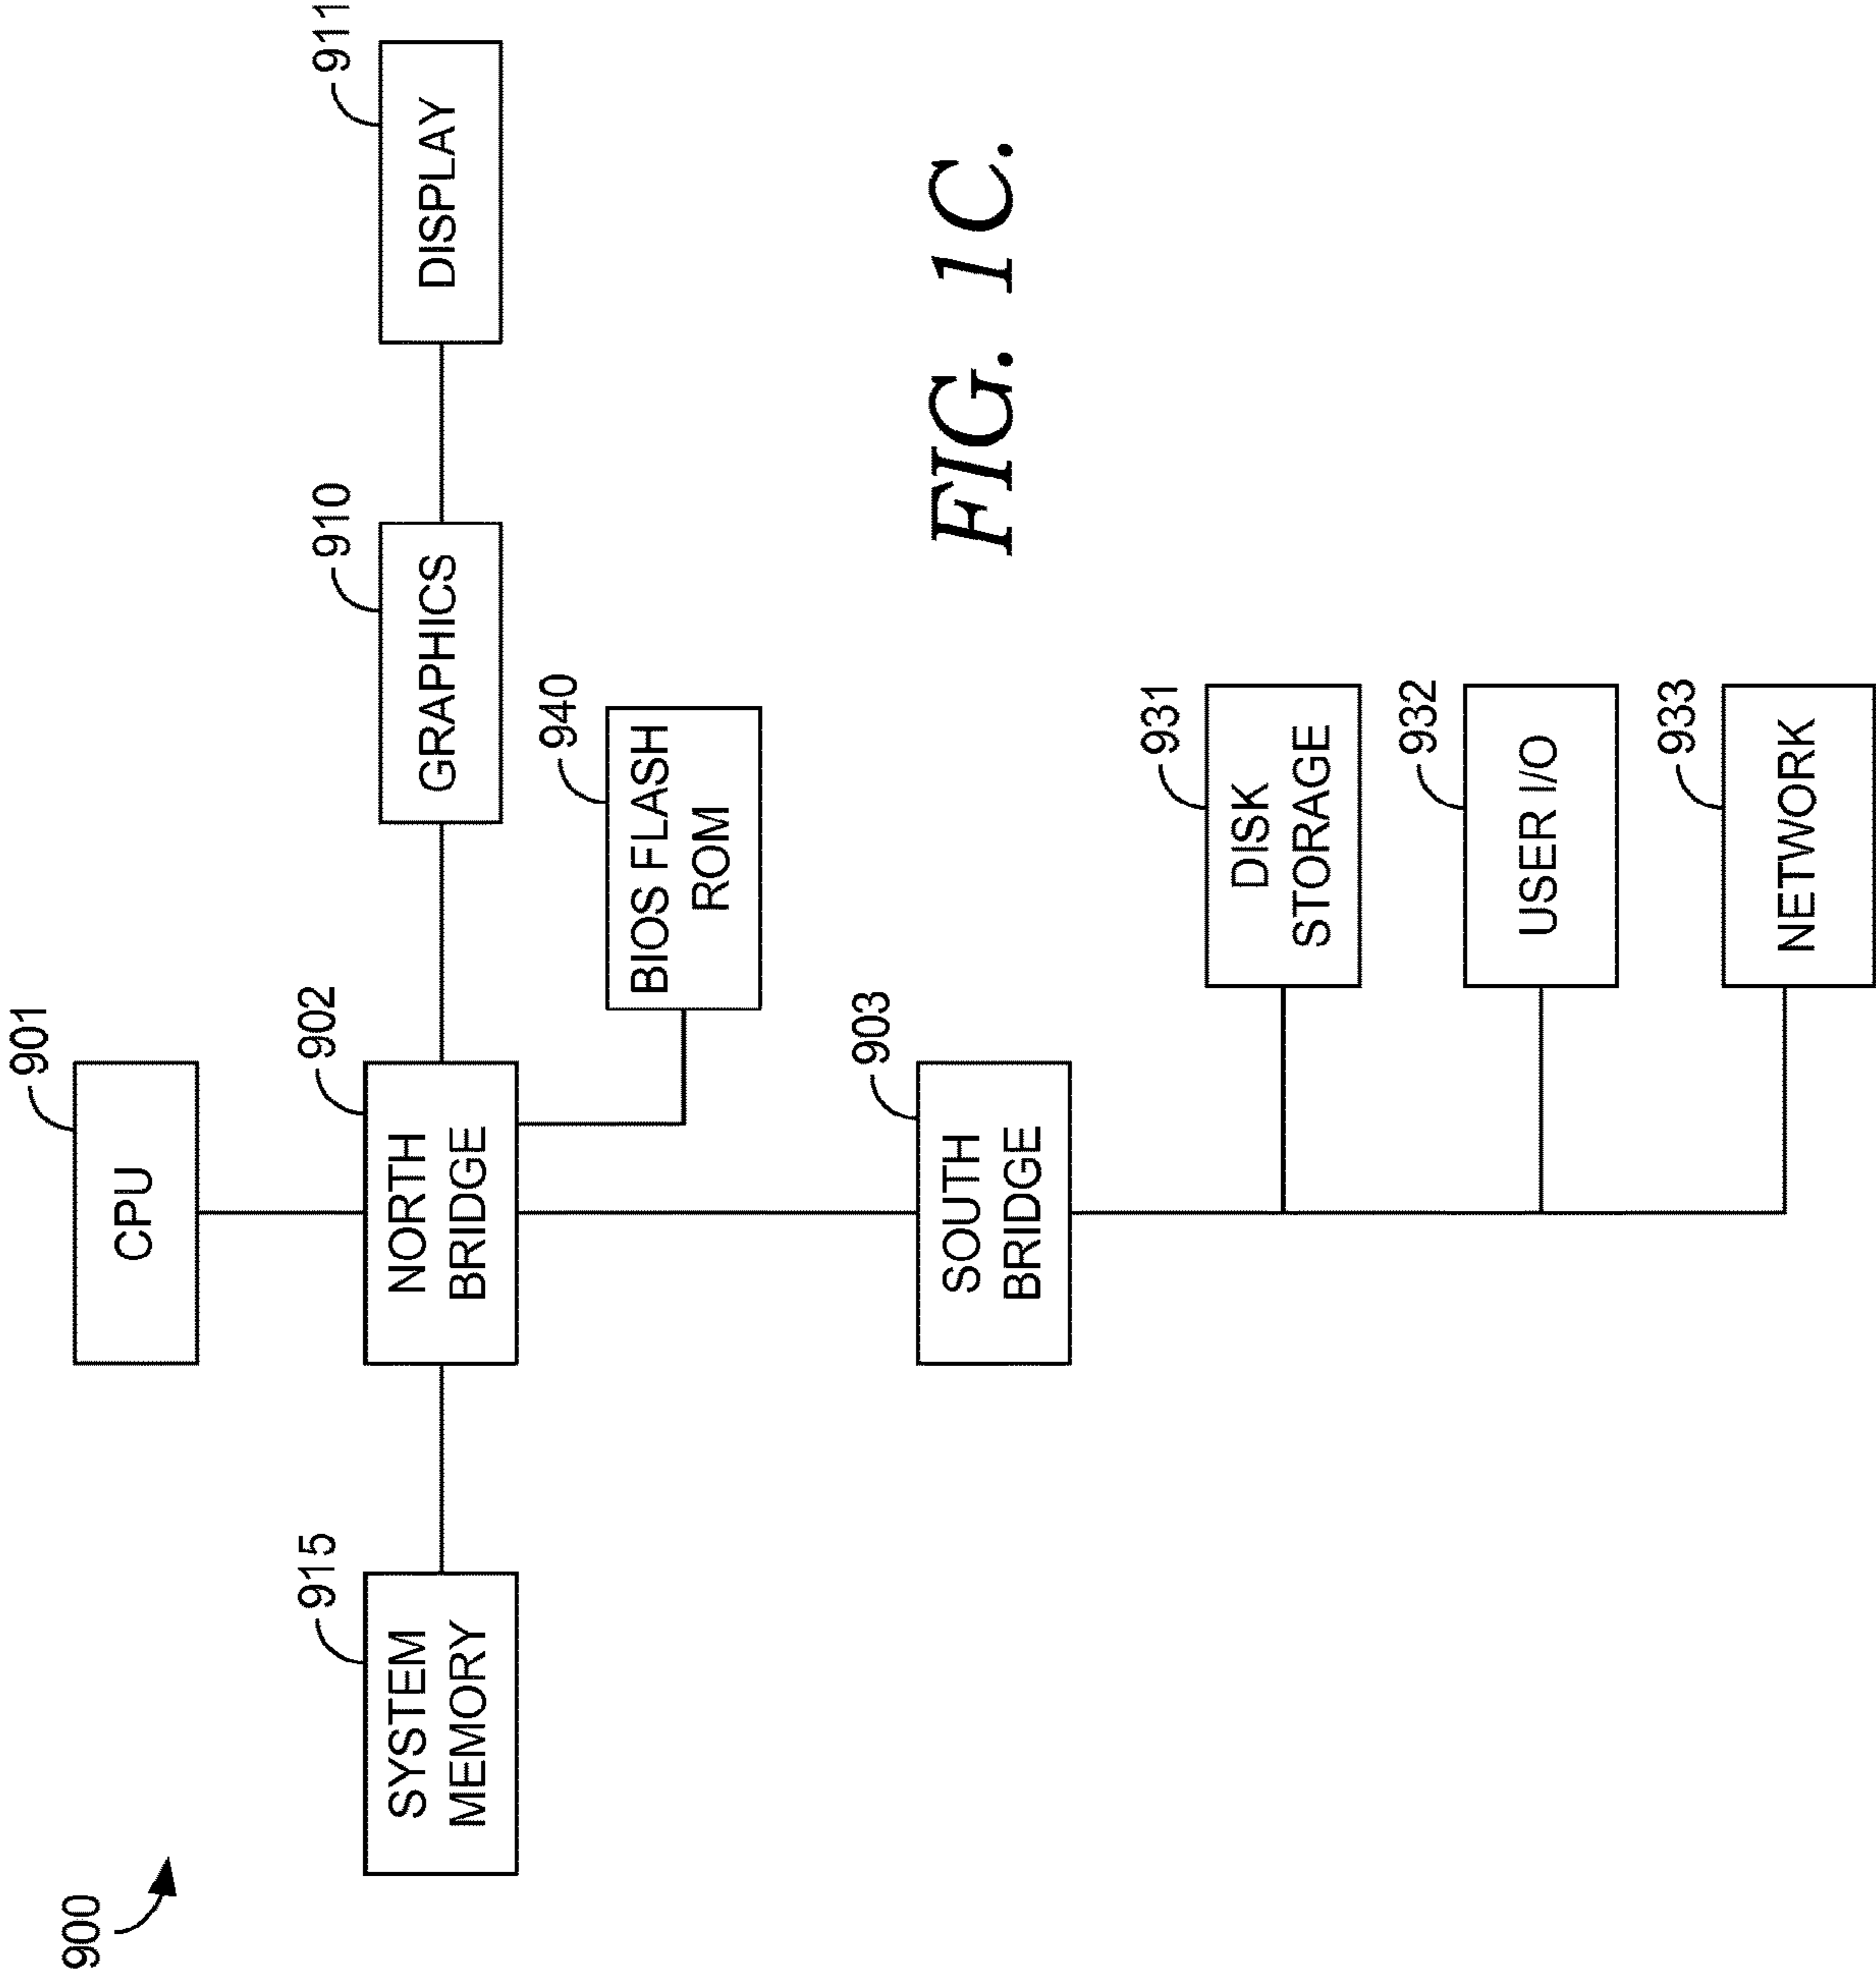 900
901
CPU
915
SYSTEM
MEMORY
902
NORTH
BRIDGE
910
GRAPHICS
911
DISPLAY
940
BIOS FLASH
ROM
903
SOUTH
BRIDGE
931
DISK
STORAGE
932
USER I/O
933
NETWORK
FIG. 1C.